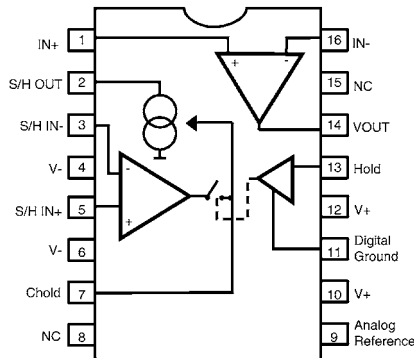 IN+ 1 16 IN-
+ -
S/H OUT 2 15 NC
S/H IN- 3 14 VOUT
V- 4 13 Hold
-
S/H IN+ 5 12 V+
+
V- 6 11 Digital
Ground
Chold 7 10 V+
NC 8 9 Analog
Reference